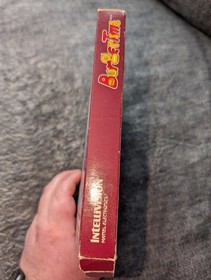 BurgerTime
INTELLIVISION
MATTEL ELECTRONICS